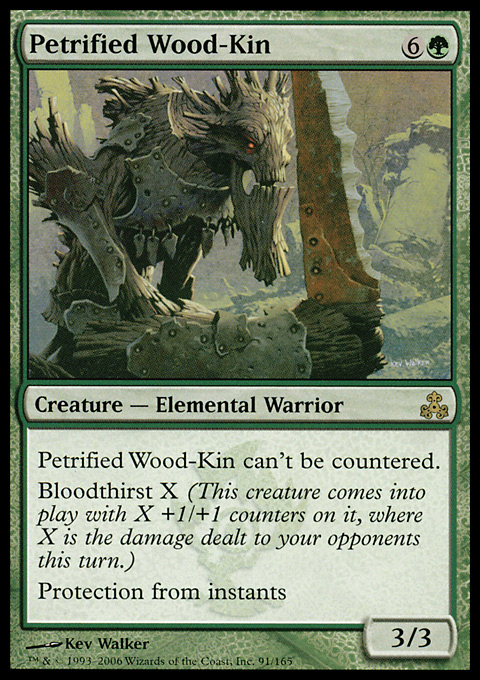 Petrified Wood-Kin 6
KEV WALKER
Creature — Elemental Warrior
Petrified Wood-Kin can't be countered.
Bloodthirst X (This creature comes into
play with X +1/+1 counters on it, where
X is the damage dealt to your opponents
this turn.)
Protection from instants
Kev Walker
3/3
™ & © 1993–2006 Wizards of the Coast, Inc. 91/165